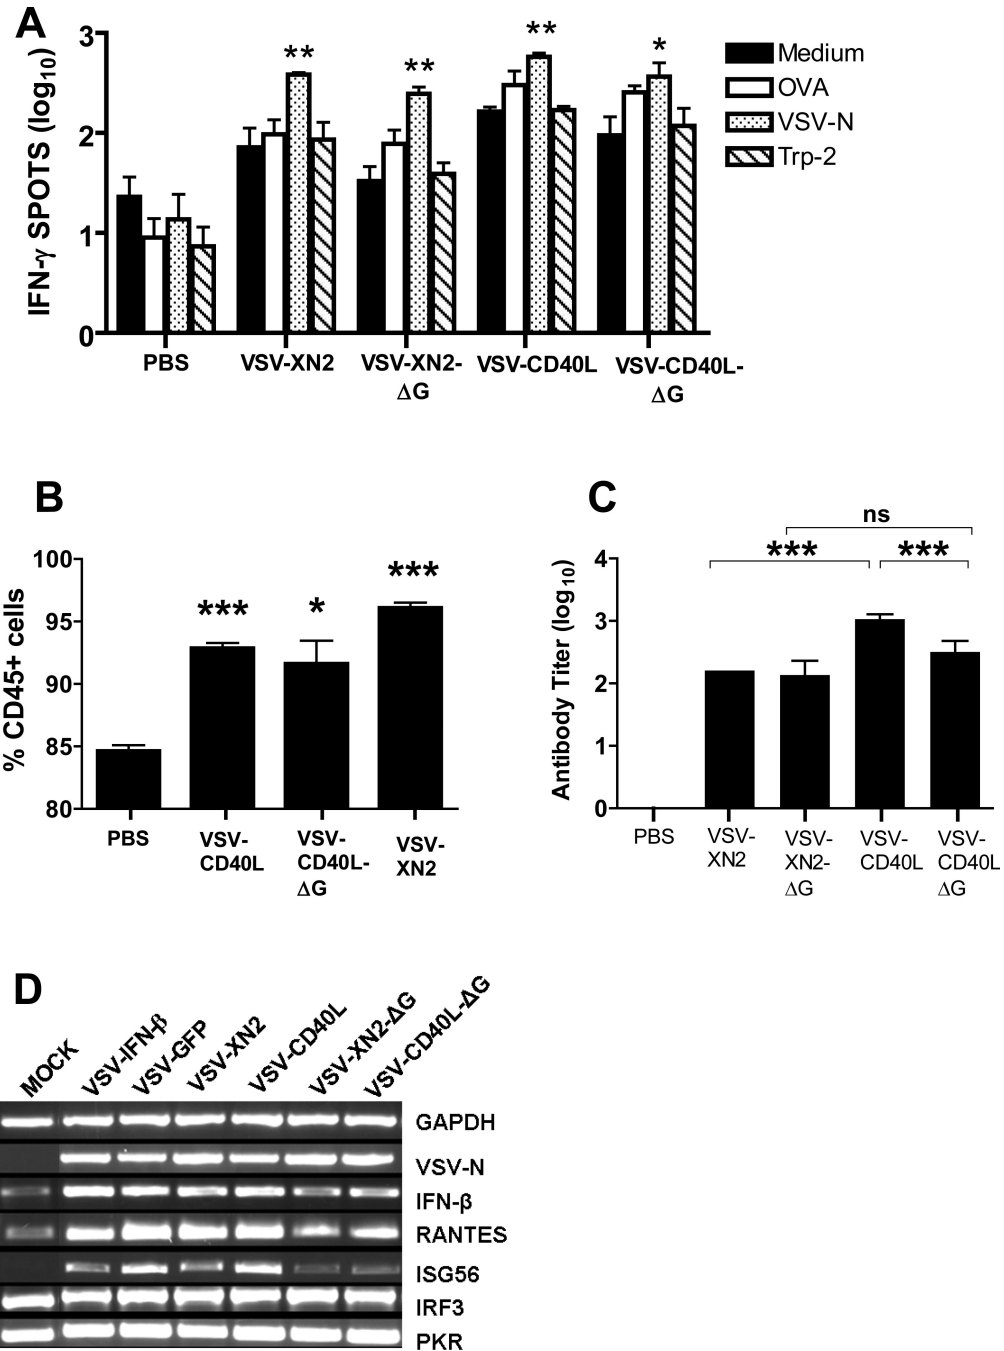 A
IFN-γ SPOTS (log10)
3
2
1
0
**
**
**
*
Medium
OVA
VSV-N
Trp-2
PBS
VSV-XN2
VSV-XN2-
ΔG
VSV-CD40L
VSV-CD40L-
ΔG
B
% CD45+ cells
100
95
90
85
80
***
*
***
PBS
VSV-
CD40L
VSV-
CD40L-
ΔG
VSV-
XN2
C
Antibody Titer (log10)
4
3
2
1
0
ns
***
***
PBS
VSV-
XN2
VSV-
XN2-
ΔG
VSV-
CD40L
VSV-
CD40L
ΔG
D
MOCK
VSV-IFN-β
VSV-GFP
VSV-XN2
VSV-CD40L
VSV-XN2-ΔG
VSV-CD40L-ΔG
GAPDH
VSV-N
IFN-β
RANTES
ISG56
IRF3
PKR